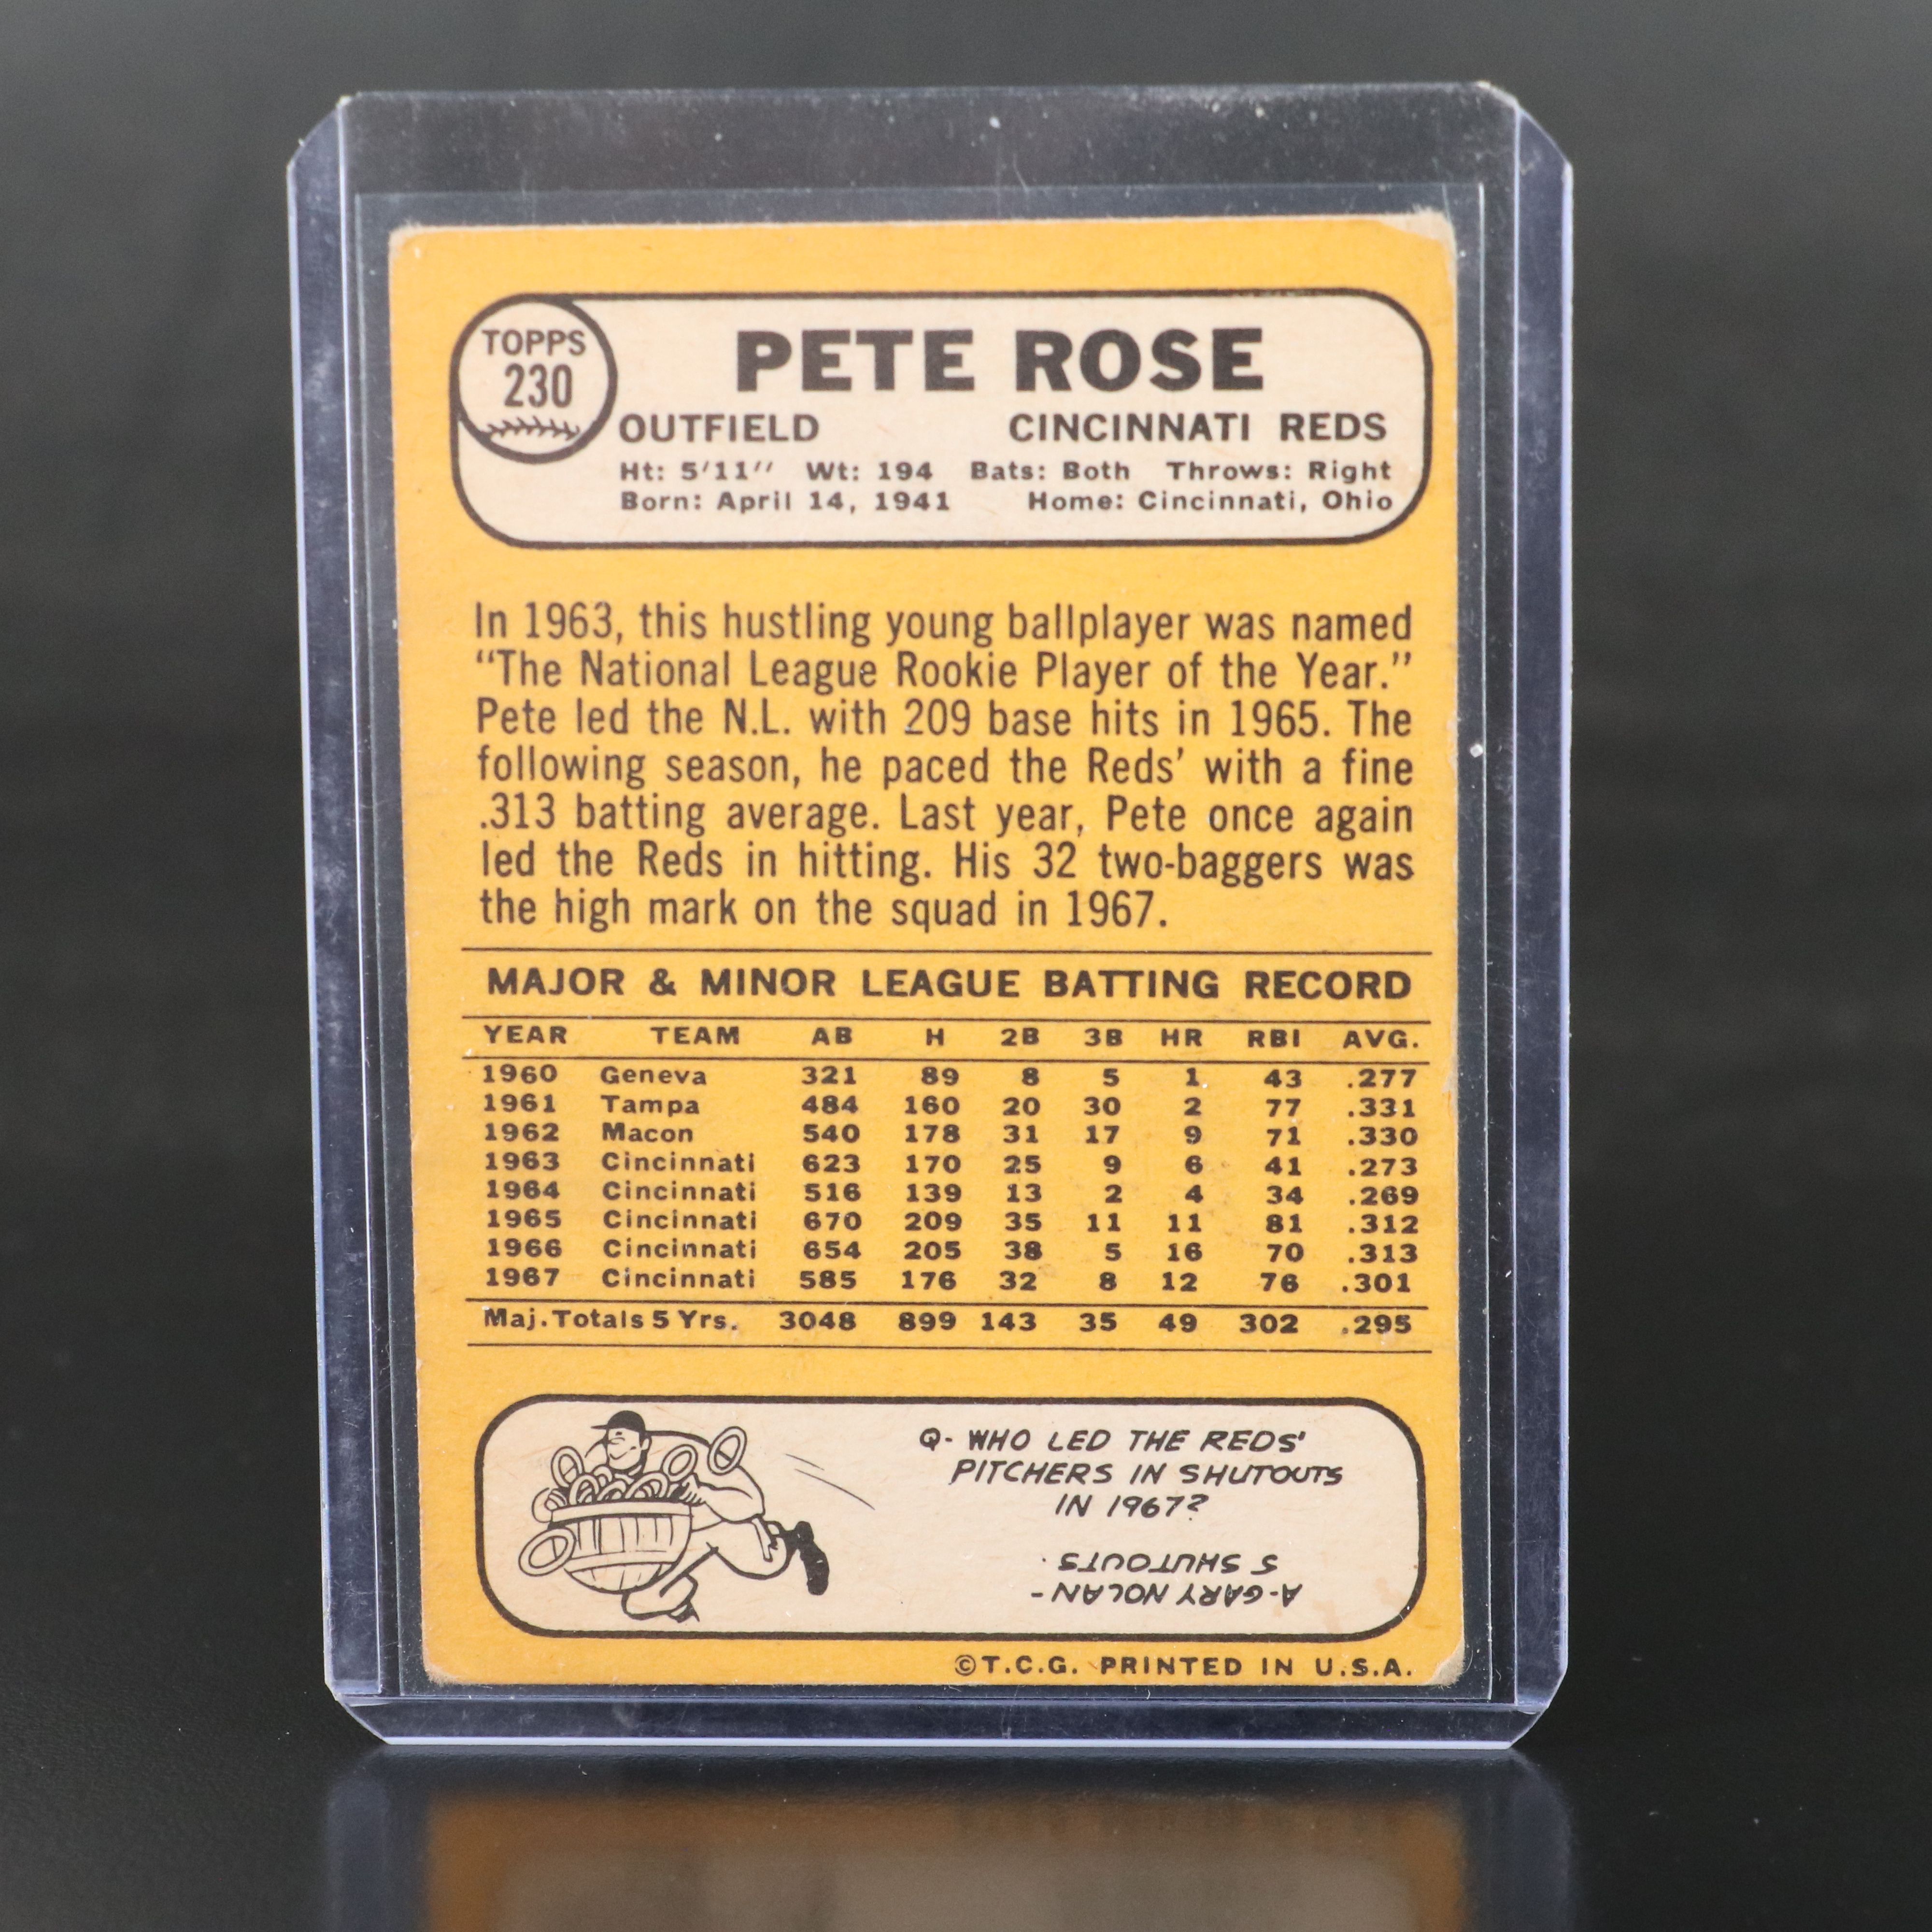 TOPPS
230
PETE ROSE
OUTFIELD CINCINNATI REDS
Ht: 5'11" Wt: 194 Bats: Both Throws: Right
Born: April 14, 1941 Home: Cincinnati, Ohio
In 1963, this hustling young ballplayer was named
“The National League Rookie Player of the Year.”
Pete led the N.L. with 209 base hits in 1965. The
following season, he paced the Reds’ with a fine
.313 batting average. Last year, Pete once again
led the Reds in hitting. His 32 two-baggers was
the high mark on the squad in 1967.
MAJOR & MINOR LEAGUE BATTING RECORD
YEAR TEAM AB H 2B 3B HR RBI AVG.
1960 Geneva 321 89 8 5 1 43 .277
1961 Tampa 484 160 20 30 2 77 .331
1962 Macon 540 178 31 17 9 71 .330
1963 Cincinnati 623 170 25 9 6 41 .273
1964 Cincinnati 516 139 13 2 4 34 .269
1965 Cincinnati 670 209 35 11 11 81 .312
1966 Cincinnati 654 205 38 5 16 70 .313
1967 Cincinnati 585 176 32 8 12 76 .301
Maj. Totals 5 Yrs. 3048 899 143 35 49 302 .295
Q- WHO LED THE REDS'
PITCHERS IN SHUTOUTS
IN 1967?
A-GARY NOLAN-
5 SHUTOUTS.
©T.C.G. PRINTED IN U.S.A.